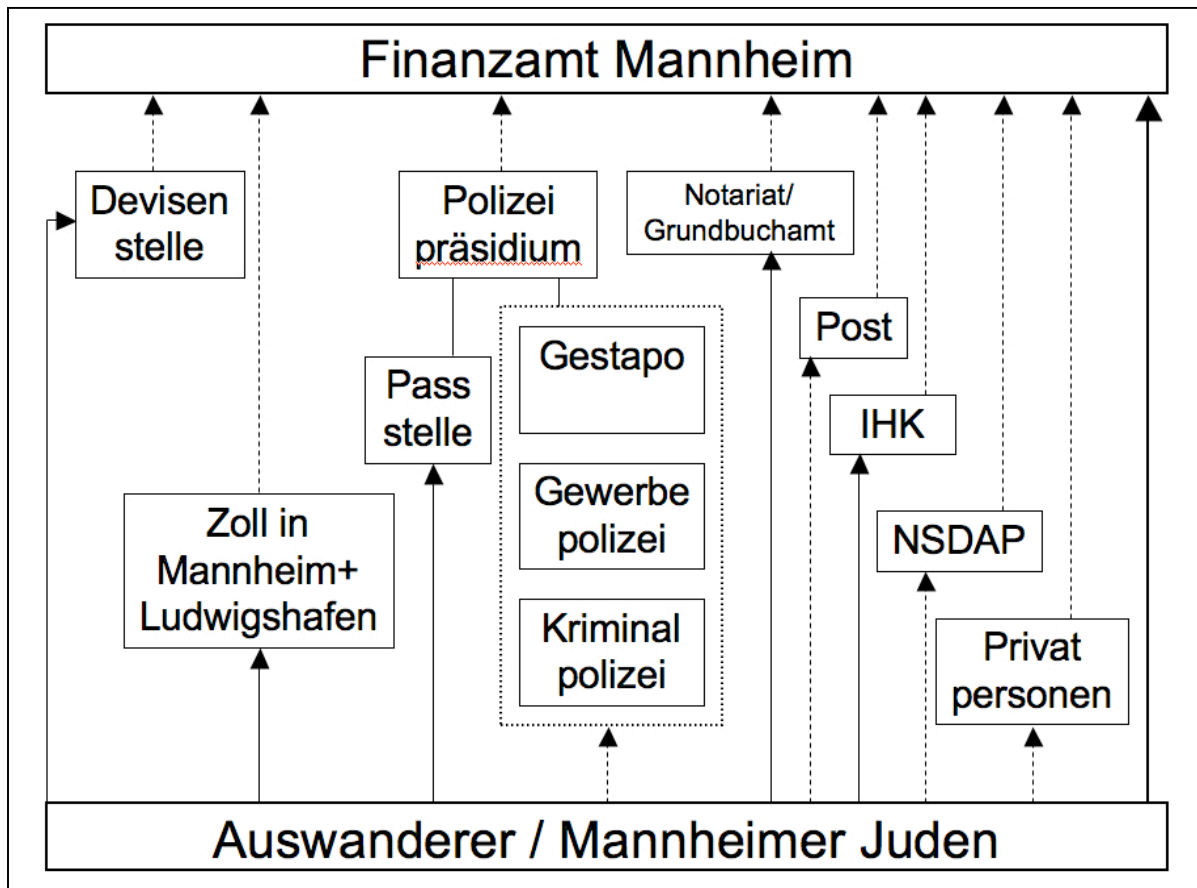 Finanzamt Mannheim
Devisen
stelle
Polizei
präsidium
Notariat/
Grundbuchamt
Post
Gestapo
Pass
stelle
IHK
Gewerbe
polizei
Zoll in
Mannheim+
Ludwigshafen
NSDAP
Kriminal
polizei
Privat
personen
Auswanderer / Mannheimer Juden